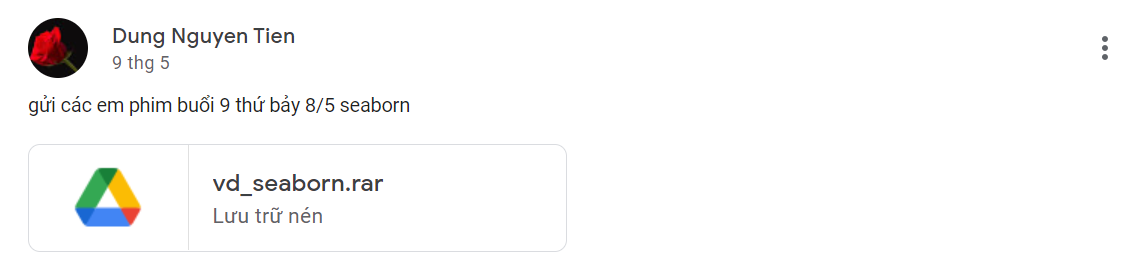 Dung Nguyen Tien
9 thg 5
gửi các em phim buổi 9 thứ bảy 8/5 seaborn
vd_seaborn.rar
Lưu trữ nén